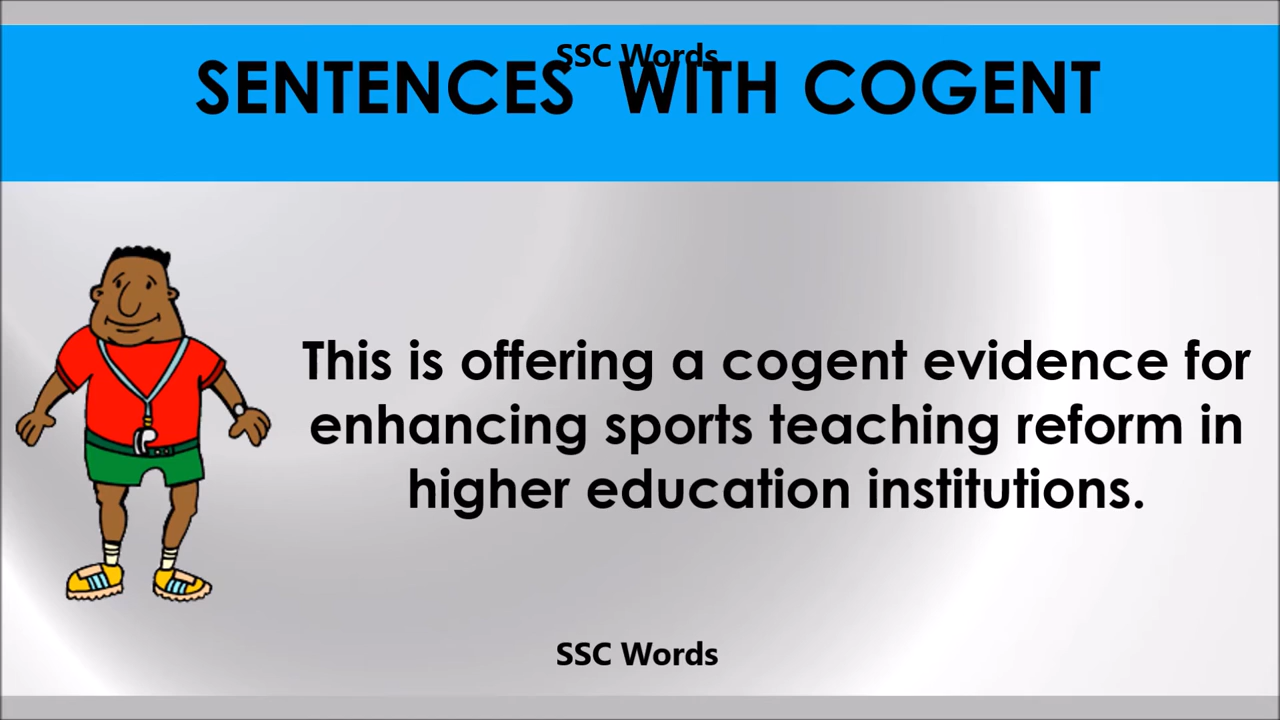 SSC Words
SENTENCES WITH COGENT
This is offering a cogent evidence for
enhancing sports teaching reform in
higher education institutions.
SSC Words